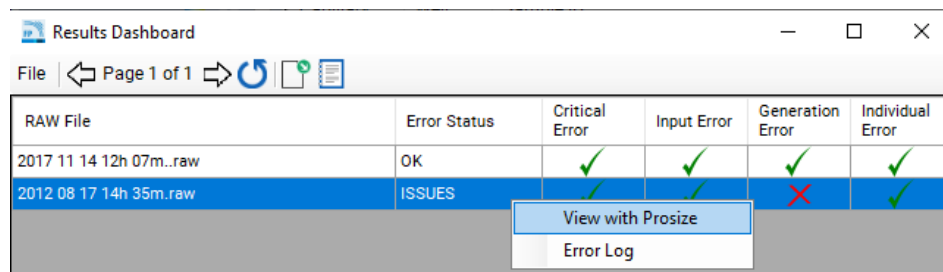 Results Dashboard
File Page 1 of 1
RAW File Error Status Critical Error Input Error Generation Error Individual Error
2017 11 14 12h 07m..raw OK
2012 08 17 14h 35m.raw ISSUES
View with Prosize
Error Log